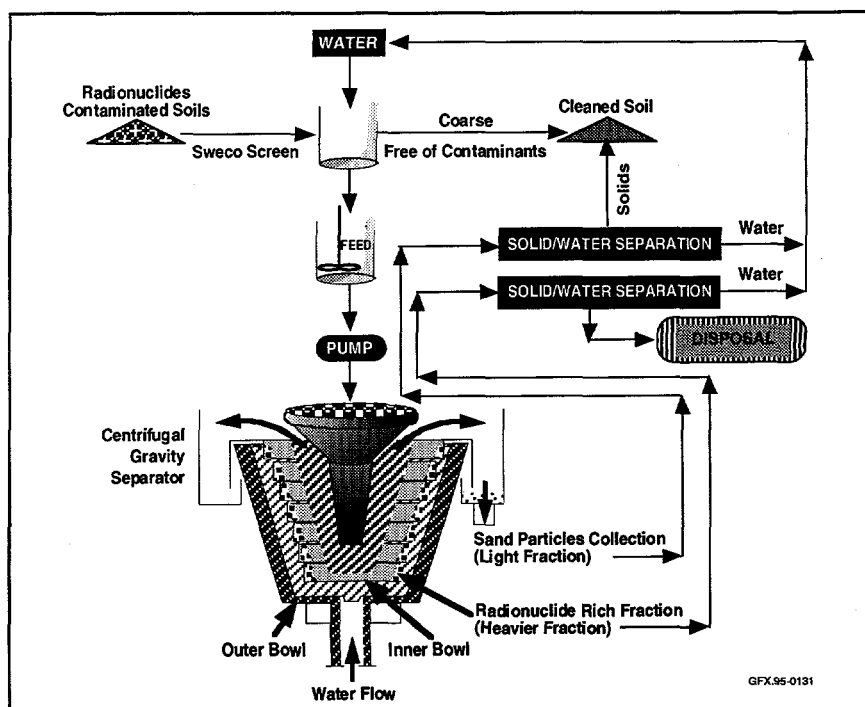 WATER
Radionuclides
Contaminated Soils
Sweco Screen
Coarse
Free of Contaminants
Cleaned Soil
Solids
FEED
SOLID/WATER SEPARATION
Water
SOLID/WATER SEPARATION
Water
DISPOSAL
PUMP
Centrifugal
Gravity
Separator
Sand Particles Collection
(Light Fraction)
Radionuclide Rich Fraction
(Heavier Fraction)
Outer Bowl
Inner Bowl
Water Flow
GFX.95-0131